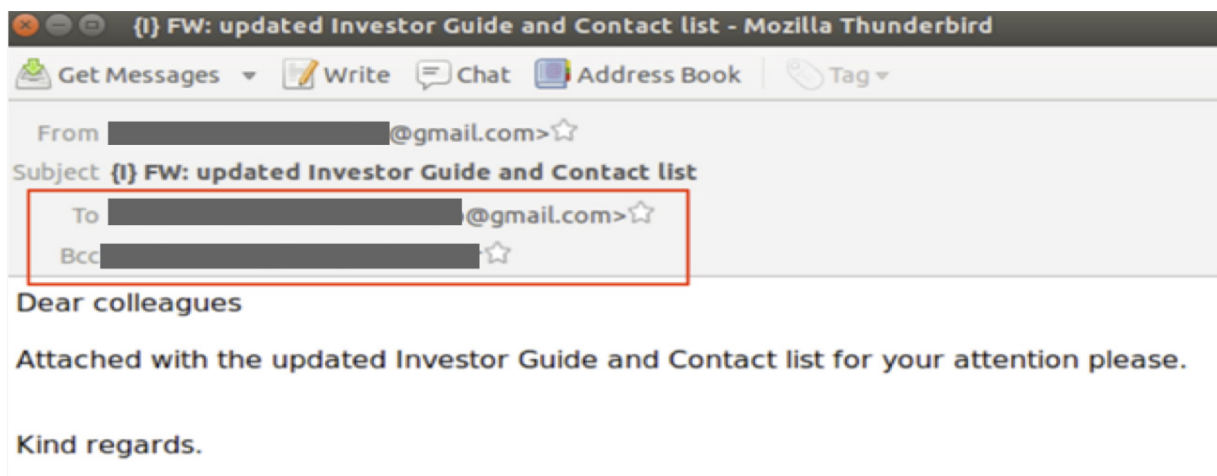 {I} FW: updated Investor Guide and Contact list - Mozilla Thunderbird
Get Messages Write Chat Address Book Tag
From @gmail.com>
Subject {I} FW: updated Investor Guide and Contact list
To @gmail.com>
Bcc
Dear colleagues
Attached with the updated Investor Guide and Contact list for your attention please.
Kind regards.